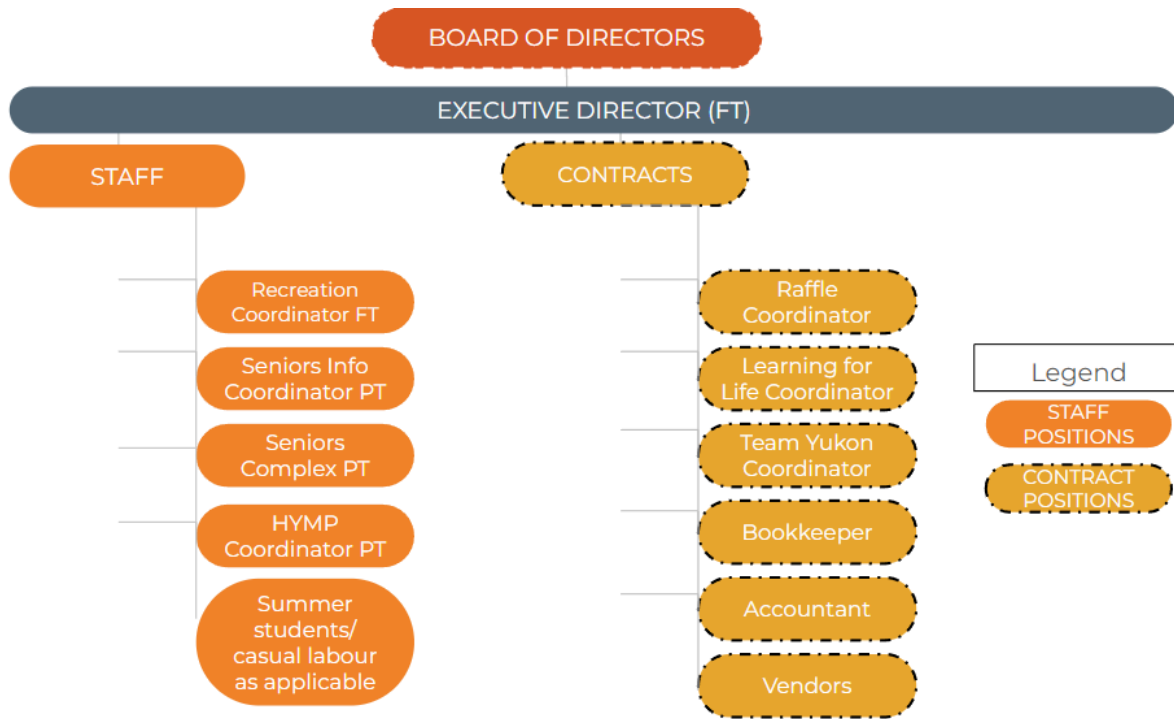 BOARD OF DIRECTORS
EXECUTIVE DIRECTOR (FT)
STAFF
CONTRACTS
Recreation
Coordinator FT
Seniors Info
Coordinator PT
Seniors
Complex PT
HYMP
Coordinator PT
Summer
students/
casual labour
as applicable
Raffle
Coordinator
Learning for
Life Coordinator
Team Yukon
Coordinator
Bookkeeper
Accountant
Vendors
Legend
STAFF
POSITIONS
CONTRACT
POSITIONS